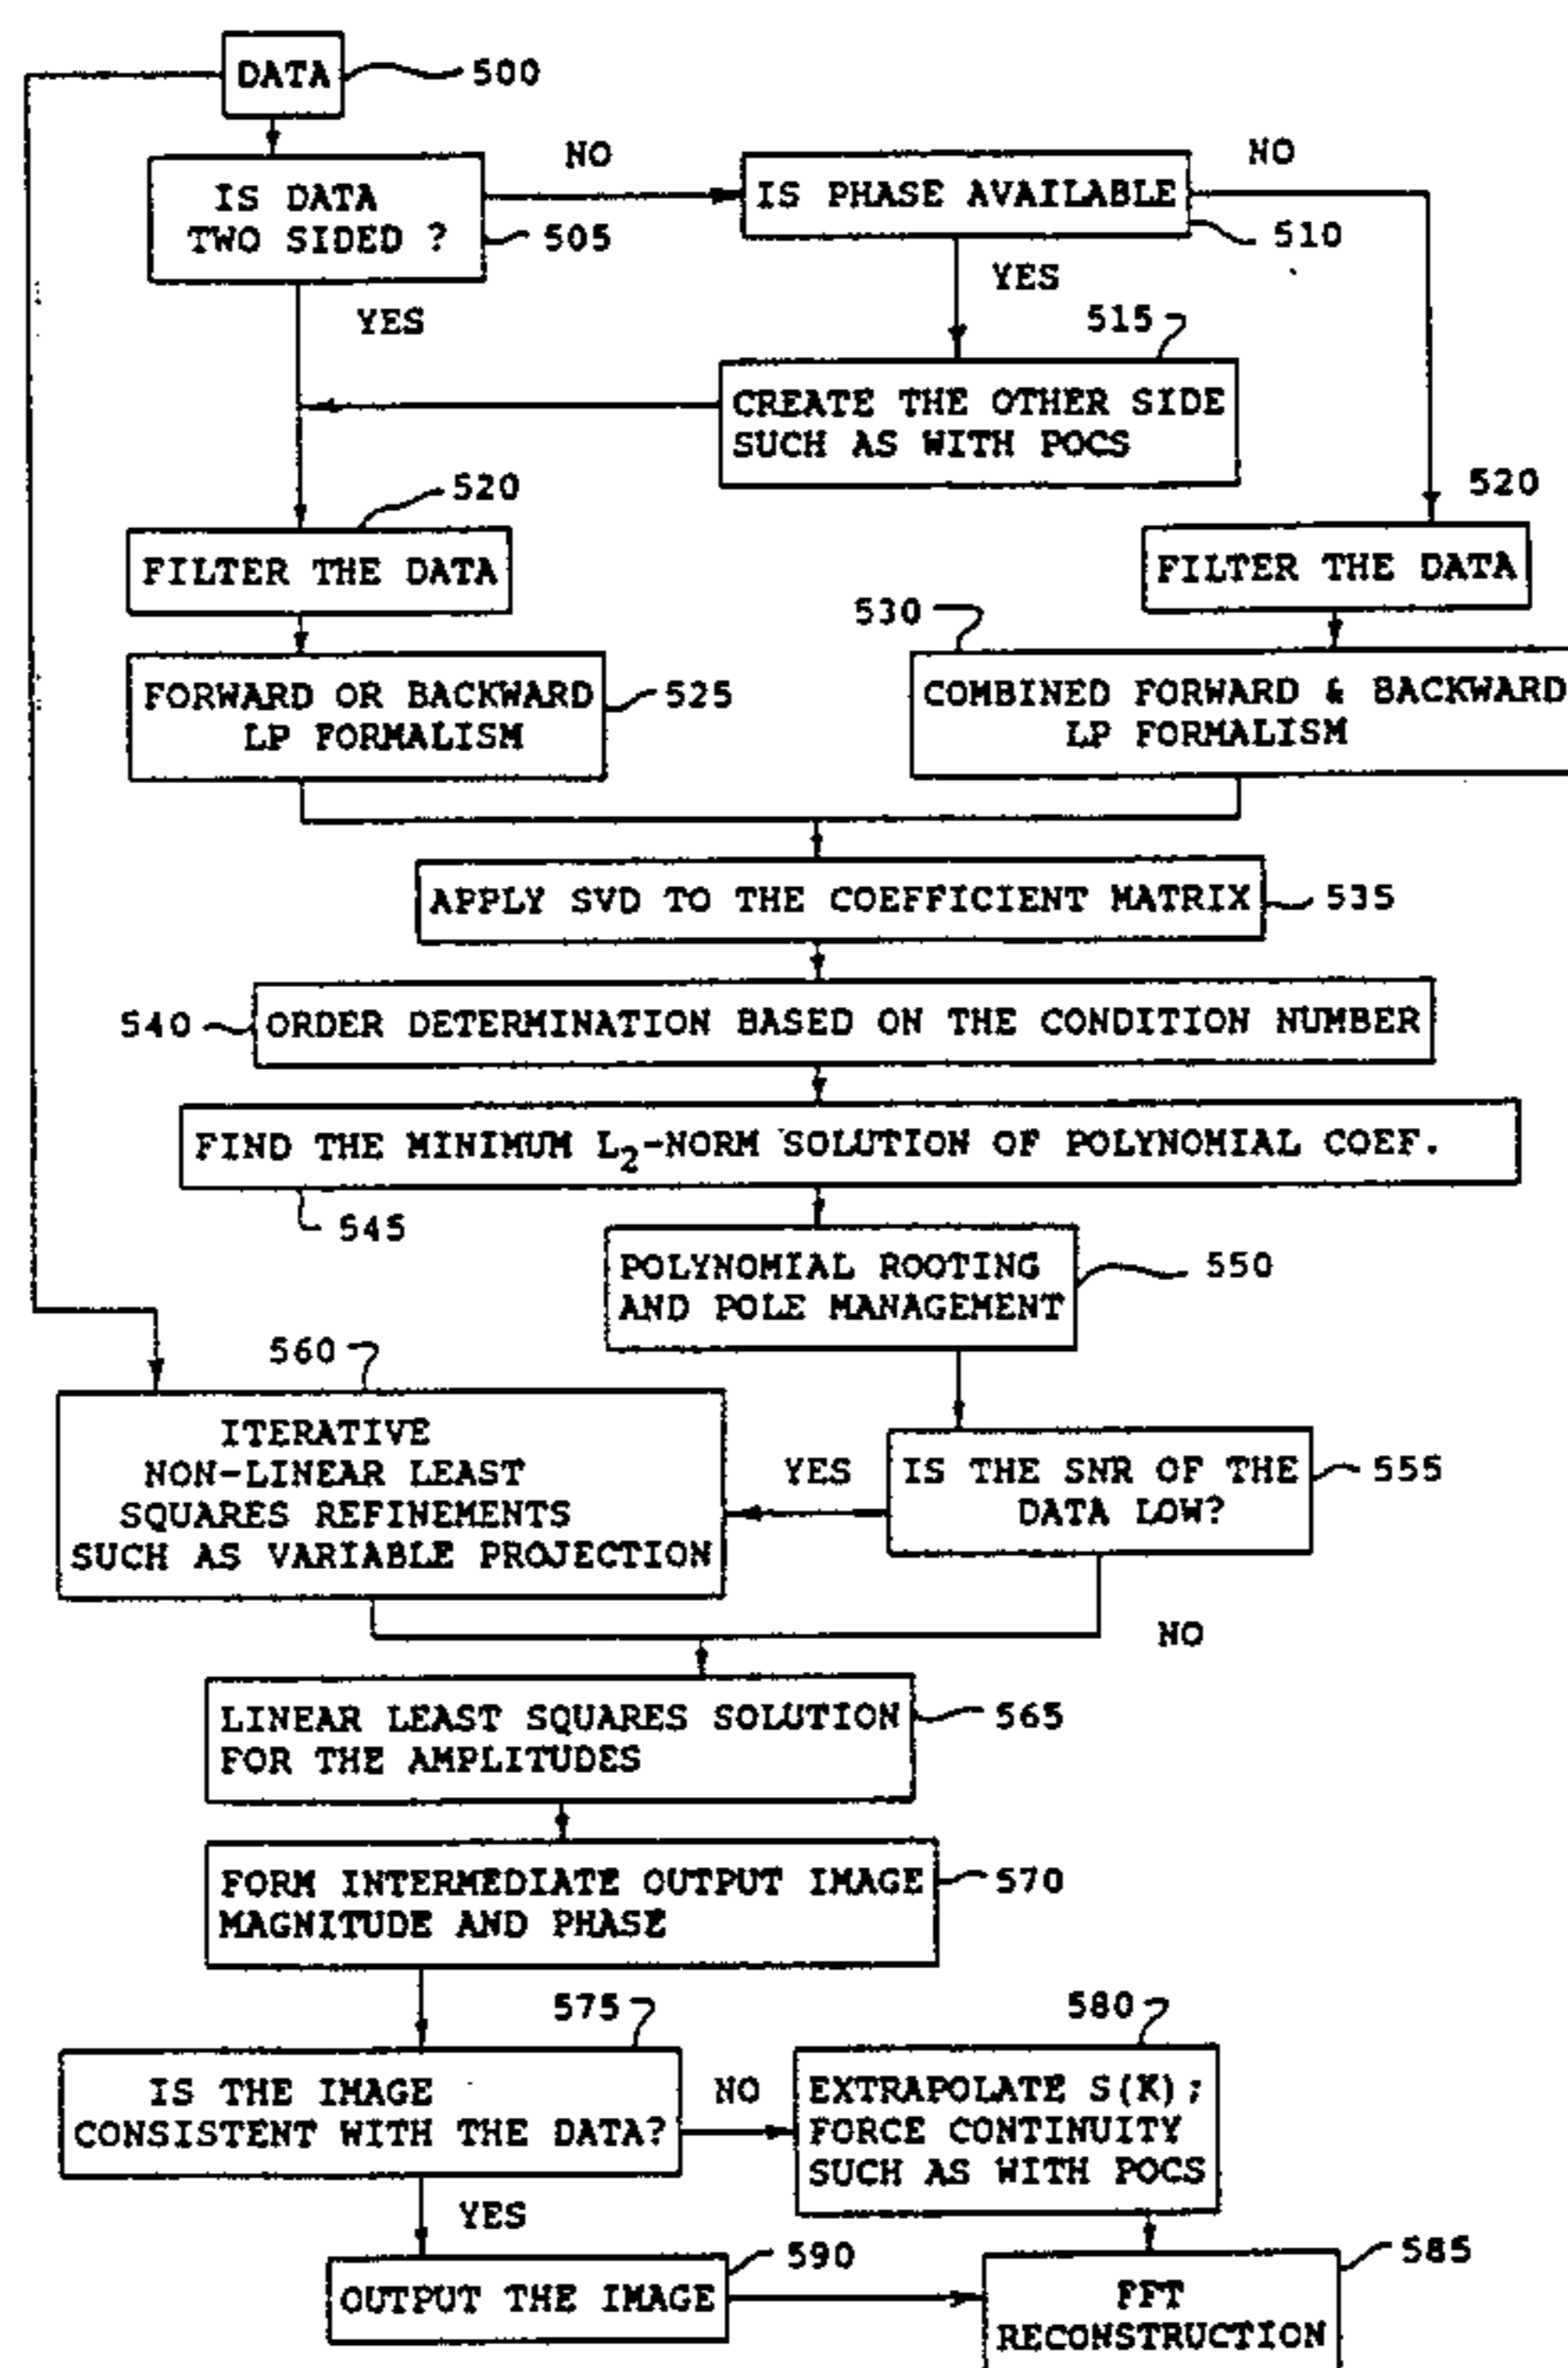 DATA
500
NO
NO
IS DATA
TWO SIDED ?
505
IS PHASE AVAILABLE
510
YES
YES
515
CREATE THE OTHER SIDE
SUCH AS WITH POCS
520
520
FILTER THE DATA
FILTER THE DATA
530
FORWARD OR BACKWARD
LP FORMALISM
525
COMBINED FORWARD & BACKWARD
LP FORMALISM
APPLY SVD TO THE COEFFICIENT MATRIX
535
540
ORDER DETERMINATION BASED ON THE CONDITION NUMBER
FIND THE MINIMUM L2-NORM SOLUTION OF POLYNOMIAL COEF.
545
POLYNOMIAL ROOTING
AND POLE MANAGEMENT
550
560
ITERATIVE
NON-LINEAR LEAST
SQUARES REFINEMENTS
SUCH AS VARIABLE PROJECTION
YES
IS THE SNR OF THE
DATA LOW?
555
NO
LINEAR LEAST SQUARES SOLUTION
FOR THE AMPLITUDES
565
FORM INTERMEDIATE OUTPUT IMAGE
MAGNITUDE AND PHASE
570
575
580
IS THE IMAGE
CONSISTENT WITH THE DATA?
NO
EXTRAPOLATE S(K);
FORCE CONTINUITY
SUCH AS WITH POCS
YES
590
585
OUTPUT THE IMAGE
FFT
RECONSTRUCTION